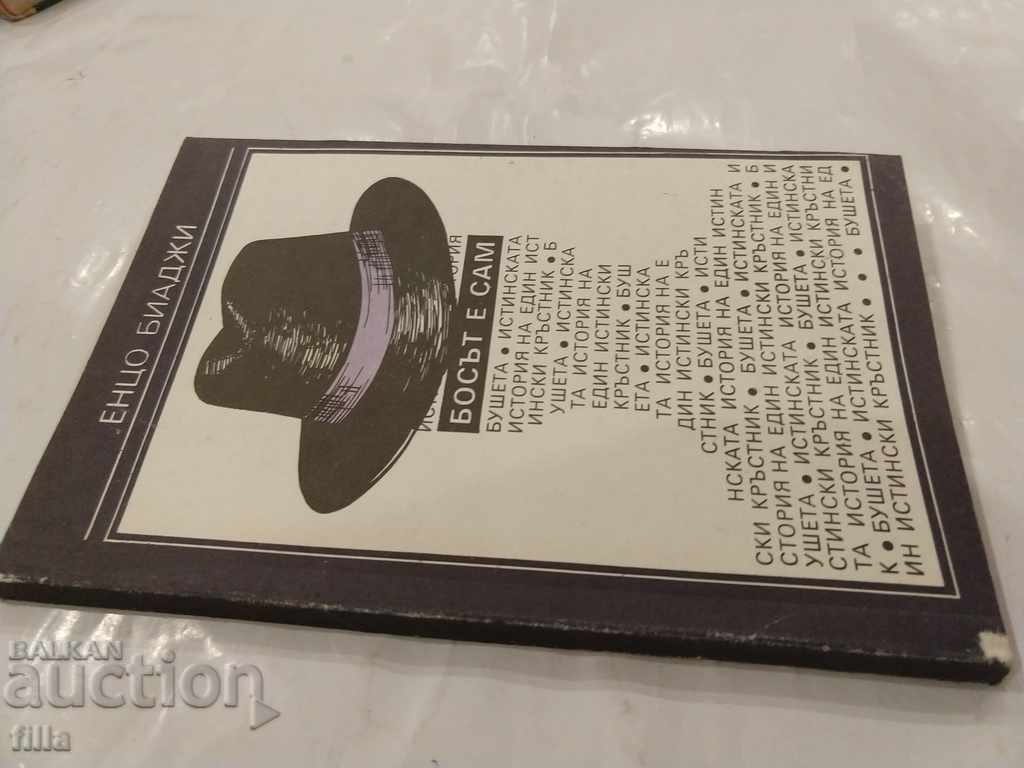 ЕНЦО БИАДЖИ
БОСЪТ Е САМ
БУШЕТА • ИСТИНСКАТА
ИСТОРИЯ НА ЕДИН ИСТ
ИНСКИ КРЪСТНИК • Б
УШЕТА • ИСТИНСКА
ТА ИСТОРИЯ НА
ЕДИН ИСТИНСКИ
КРЪСТНИК • БУШ
ЕТА • ИСТИНСКА
ТА ИСТОРИЯ НА Е
ДИН ИСТИНСКИ КРЪ
СТНИК • БУШЕТА • ИСТИ
НСКАТА ИСТОРИЯ НА ЕДИН ИСТИН
СКИ КРЪСТНИК • БУШЕТА • ИСТИНСКАТА И
СТОРИЯ НА ЕДИН ИСТИНСКИ КРЪСТНИК • Б
УШЕТА • ИСТИНСКАТА ИСТОРИЯ НА ЕДИН И
СТИНСКИ КРЪСТНИК • БУШЕТА • ИСТИНСКА
ТА ИСТОРИЯ НА ЕДИН ИСТИНСКИ КРЪСТНИ
К • БУШЕТА • ИСТИНСКАТА ИСТОРИЯ НА ЕД
ИН ИСТИНСКИ КРЪСТНИК • • • БУШЕТА •
BALKAN
auction
filla